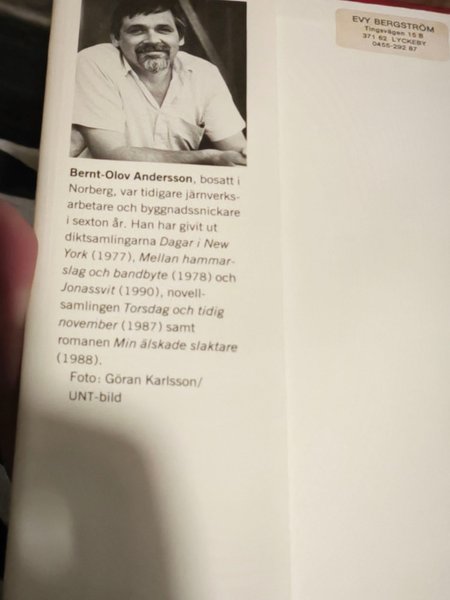 EVY BERGSTRÖM
Tingsvägen 15 B
371 62 LYCKEBY
0455-292 87
Bernt-Olov Andersson, bosatt i
Norberg, var tidigare järnverks-
arbetare och byggnadssnickare
i sexton år. Han har givit ut
diktsamlingarna Dagar i New
York (1977), Mellan hammar-
slag och bandbyte (1978) och
Jonassvit (1990), novell-
samlingen Torsdag och tidig
november (1987) samt
romanen Min älskade slaktare
(1988).
Foto: Göran Karlsson/
UNT-bild